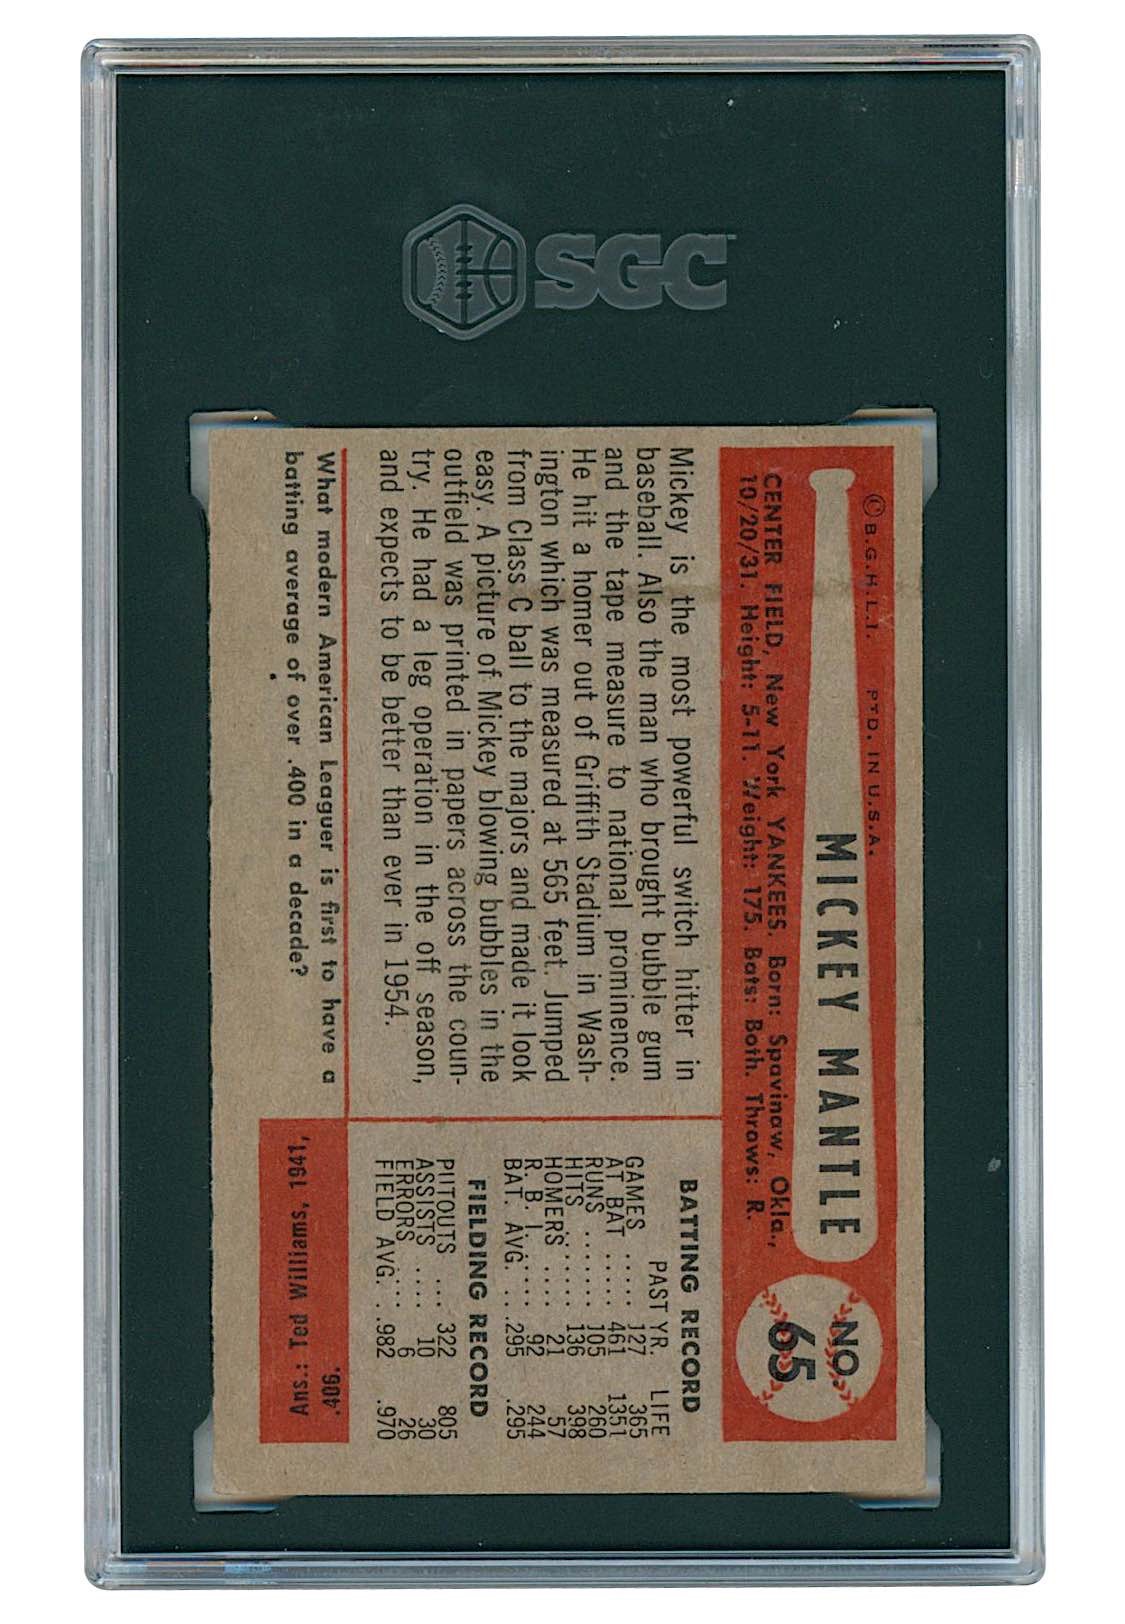 SGC
© B.G.H.L.I. PTD. IN U.S.A.
MICKEY MANTLE
NO.
65
CENTER FIELD, New York YANKEES. Born: Spavinaw, Okla.,
10/20/31. Height: 5-11. Weight: 175. Bats: Both. Throws: R.
Mickey is the most powerful switch hitter in
baseball. Also the man who brought bubble gum
and the tape measure to national prominence.
He hit a homer out of Griffith Stadium in Wash-
ington which was measured at 565 feet. Jumped
from Class C ball to the majors and made it look
easy. A picture of Mickey blowing bubbles in the
outfield was printed in papers across the coun-
try. He had a leg operation in the off season,
and expects to be better than ever in 1954.
BATTING RECORD
PAST YR. LIFE
GAMES ..... 127 365
AT BAT ..... 461 1351
RUNS ....... 105 260
HITS ....... 136 398
HOMERS .... 21 57
R. B. I. ..... 92 244
BAT. AVG. .. .295 .295
FIELDING RECORD
PUTOUTS ... 322 805
ASSISTS .... 10 30
ERRORS .... 6 26
FIELD AVG. .. .982 .970
What modern American Leaguer is first to have a
batting average of over .400 in a decade?
Ans.: Ted Williams, 1941,
.406.